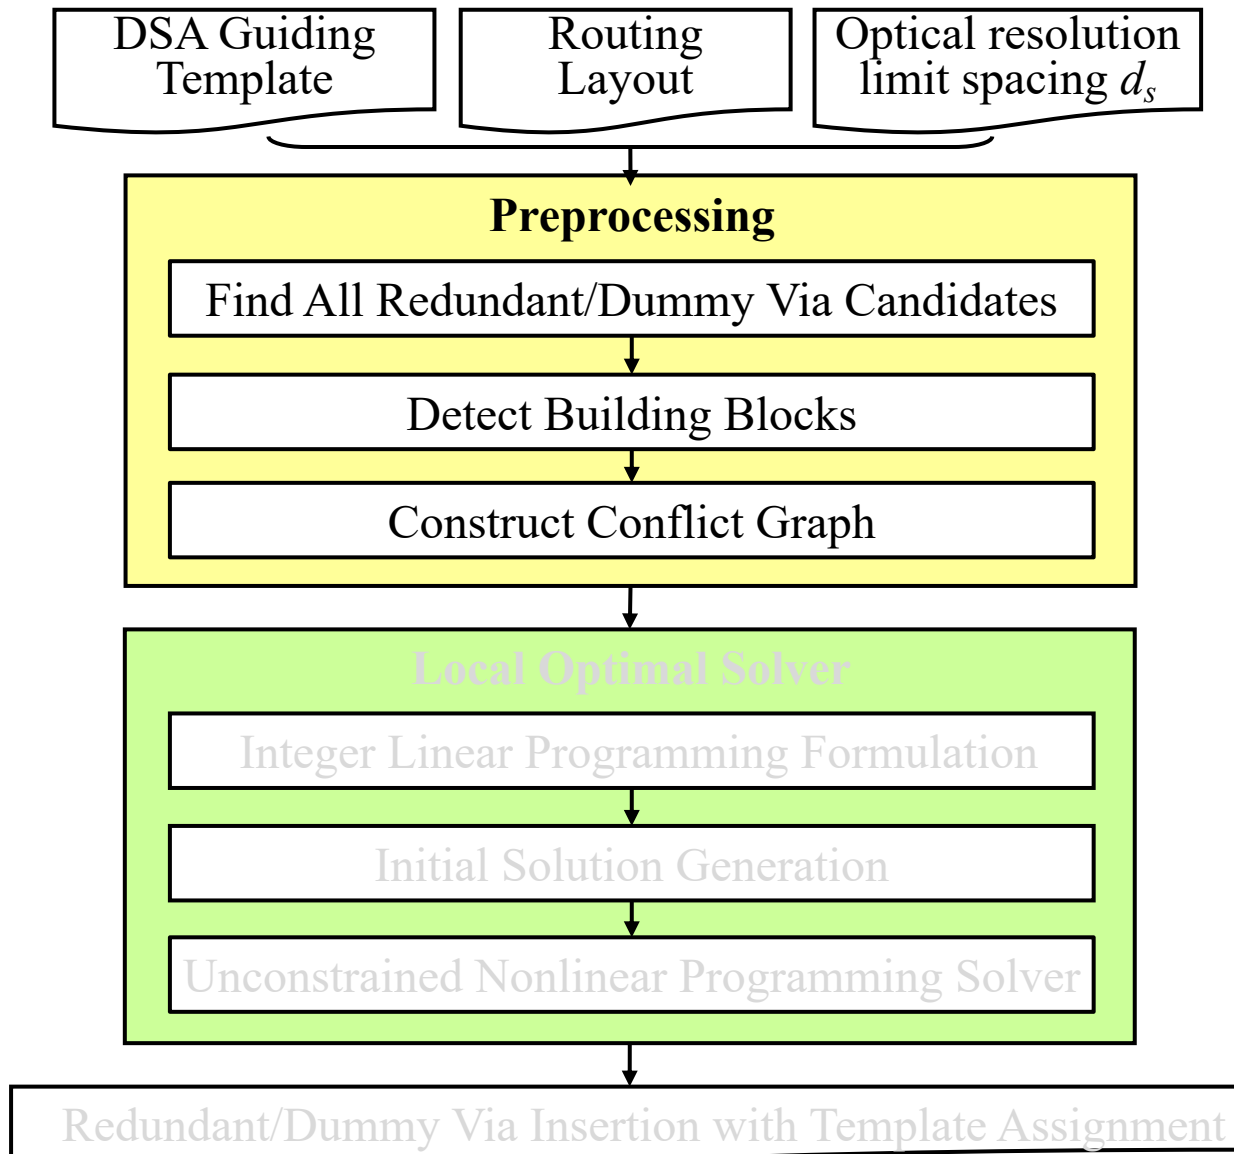 DSA Guiding
Template
Routing
Layout
Optical resolution
limit spacing d_s
Preprocessing
Find All Redundant/Dummy Via Candidates
Detect Building Blocks
Construct Conflict Graph
Local Optimal Solver
Integer Linear Programming Formulation
Initial Solution Generation
Unconstrained Nonlinear Programming Solver
Redundant/Dummy Via Insertion with Template Assignment